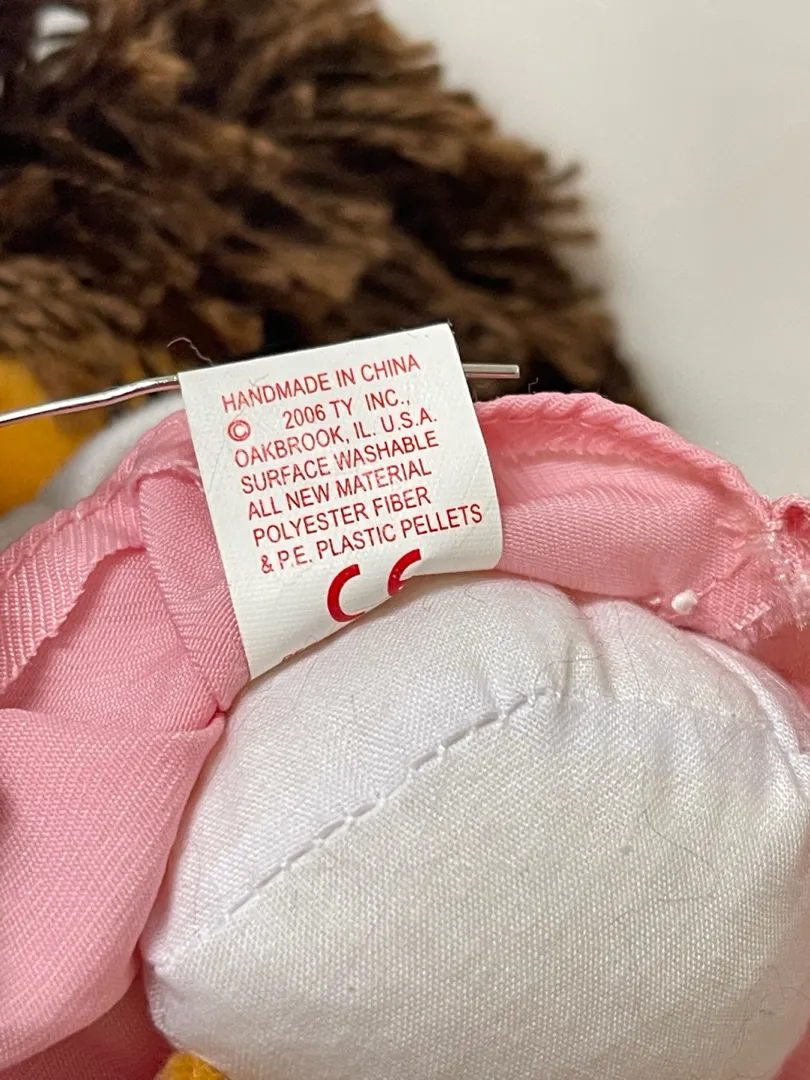 HANDMADE IN CHINA
© 2006 TY INC.,
OAKBROOK, IL. U.S.A.
SURFACE WASHABLE
ALL NEW MATERIAL
POLYESTER FIBER
& P.E. PLASTIC PELLETS
CE